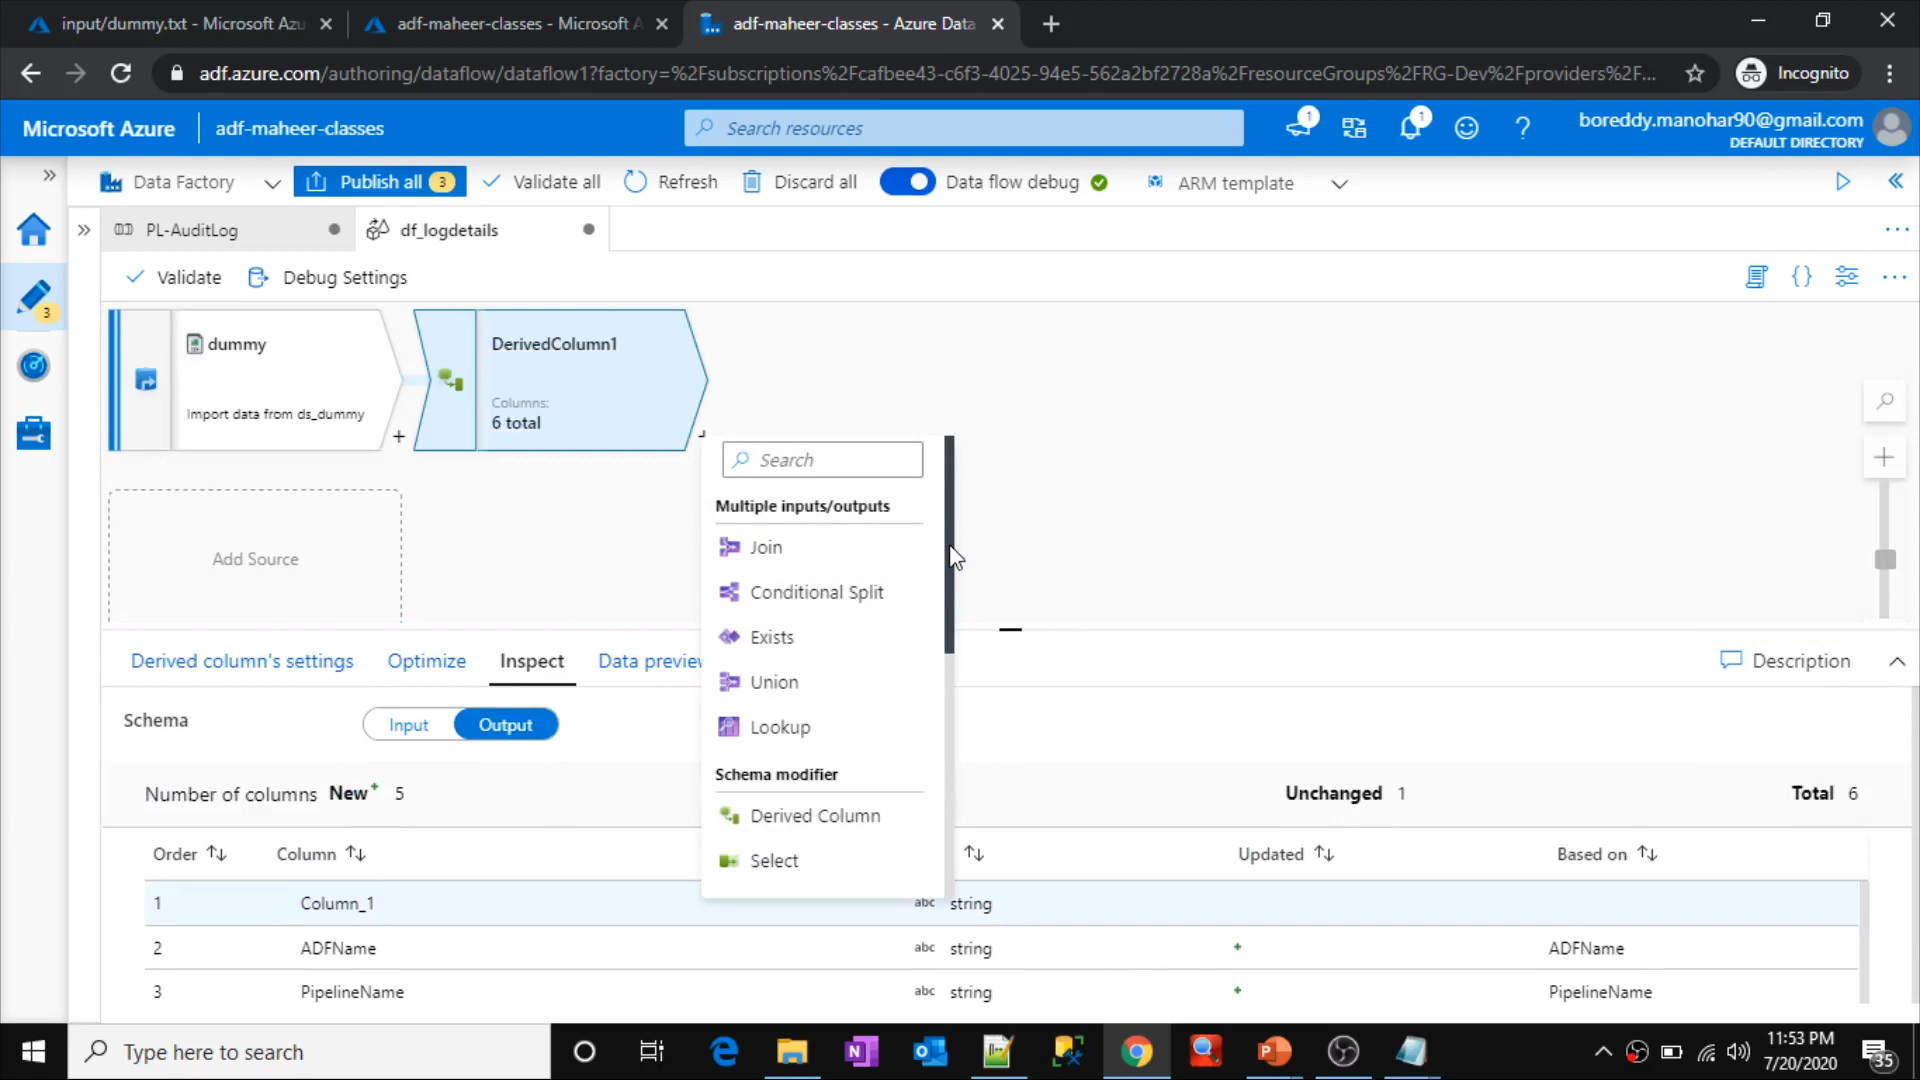 input/dummy.txt - Microsoft Azu
adf-maheer-classes - Microsoft A
adf-maheer-classes - Azure Data
adf.azure.com/authoring/dataflow/dataflow1?factory=%2Fsubscriptions%2Fcafbee43-c6f3-4025-94e5-562a2bf2728a%2FresourceGroups%2FRG-Dev%2Fproviders%2F...
Incognito
Microsoft Azure
adf-maheer-classes
Search resources
1
1
boreddy.manohar90@gmail.com
DEFAULT DIRECTORY
Data Factory
Publish all 3
Validate all
Refresh
Discard all
Data flow debug
ARM template
PL-AuditLog
df_logdetails
3
Validate
Debug Settings
dummy
Import data from ds_dummy
DerivedColumn1
Columns:
6 total
Add Source
Search
Multiple inputs/outputs
Join
Conditional Split
Exists
Union
Lookup
Schema modifier
Derived Column
Select
Derived column's settings
Optimize
Inspect
Data preview
Description
Schema
Input
Output
Number of columns New + 5
Unchanged 1
Total 6
Order
Column
Updated
Based on
1 Column_1 abc string
2 ADFName abc string + ADFName
3 PipelineName abc string + PipelineName
Type here to search
11:53 PM
7/20/2020
35